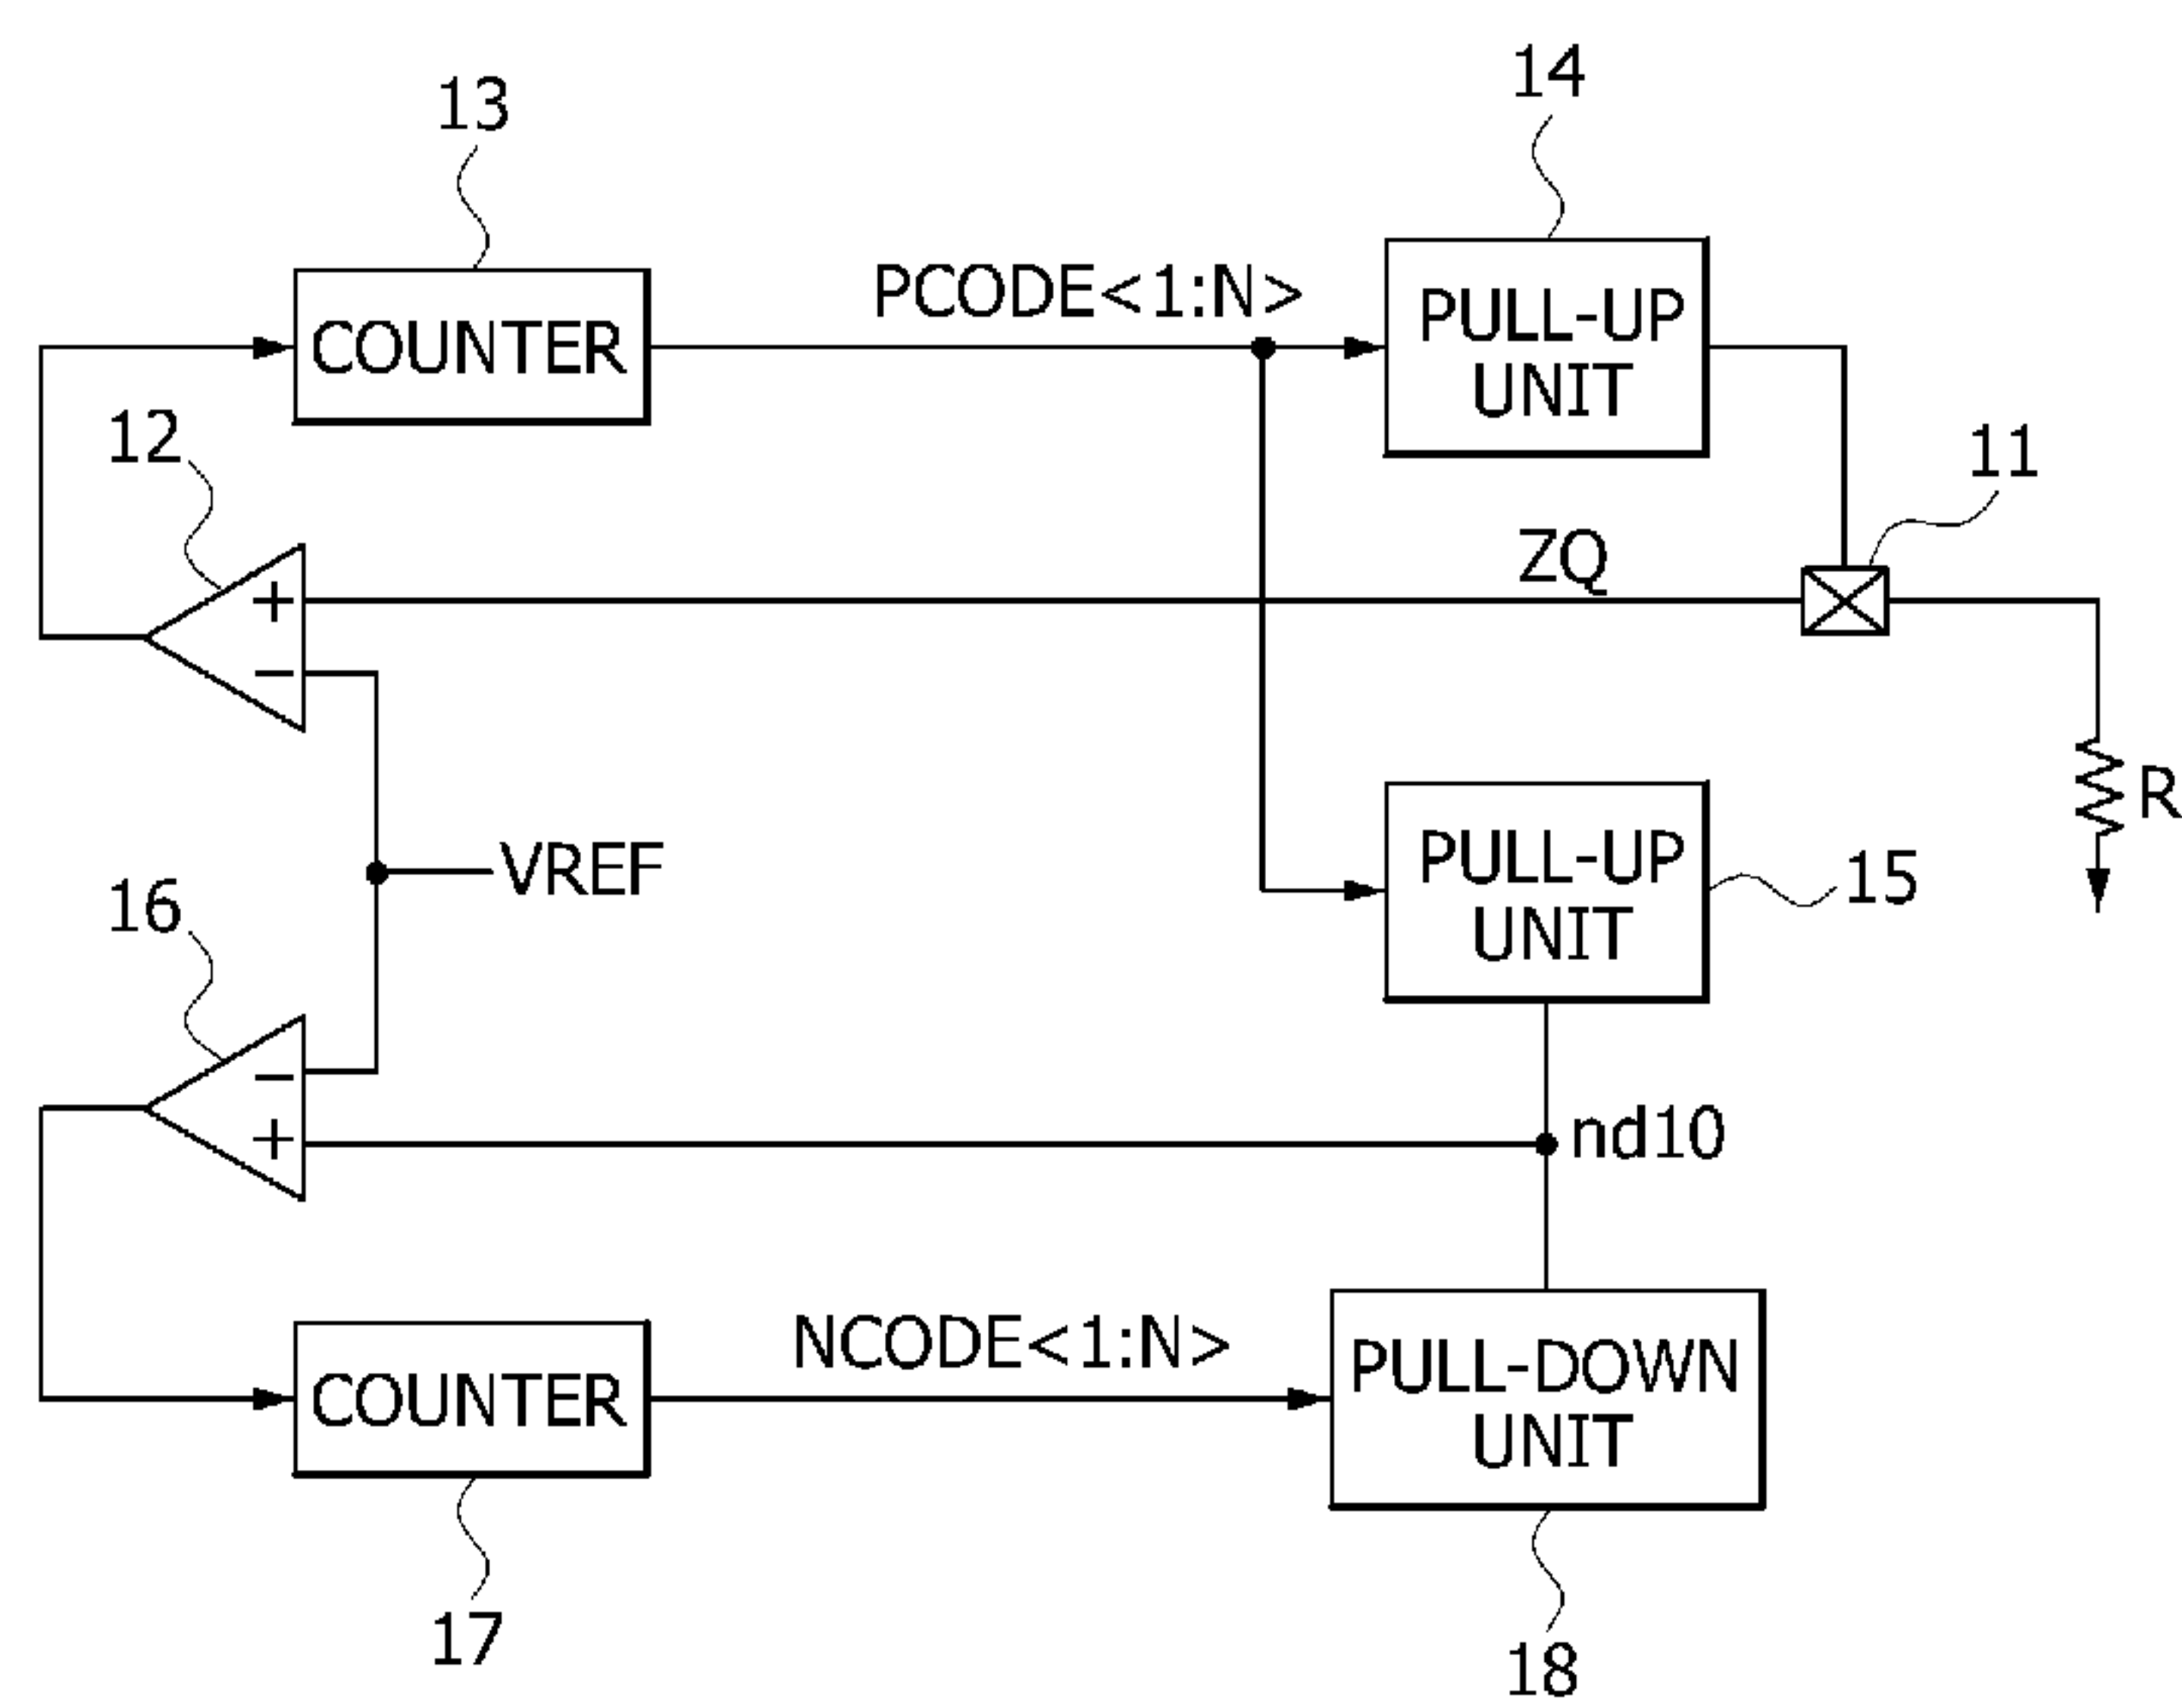 14
13
PCODE<1:N>
PULL-UP
UNIT
COUNTER
12
11
ZQ
+
−
R
VREF
PULL-UP
UNIT
15
16
−
+
nd10
NCODE<1:N>
COUNTER
PULL-DOWN
UNIT
17
18